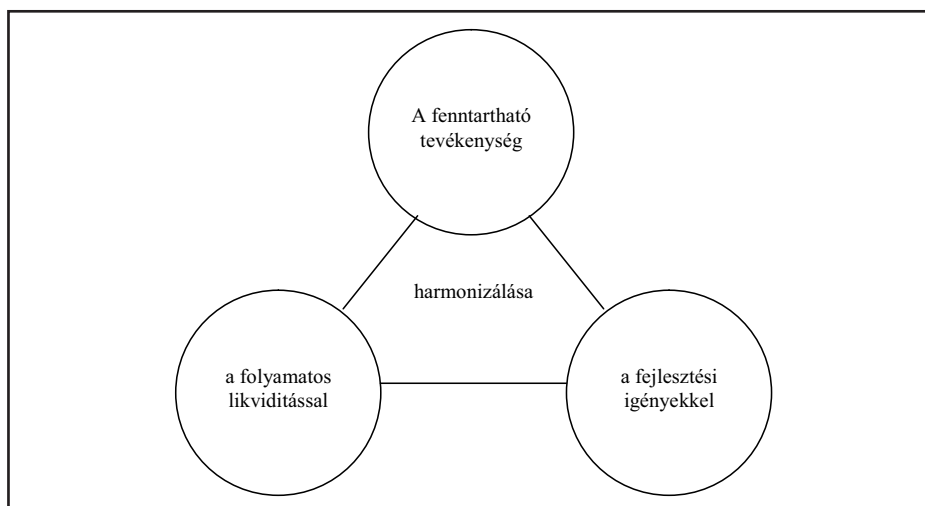 A fenntartható
tevékenység
harmonizálása
a folyamatos
likviditással
a fejlesztési
igényekkel